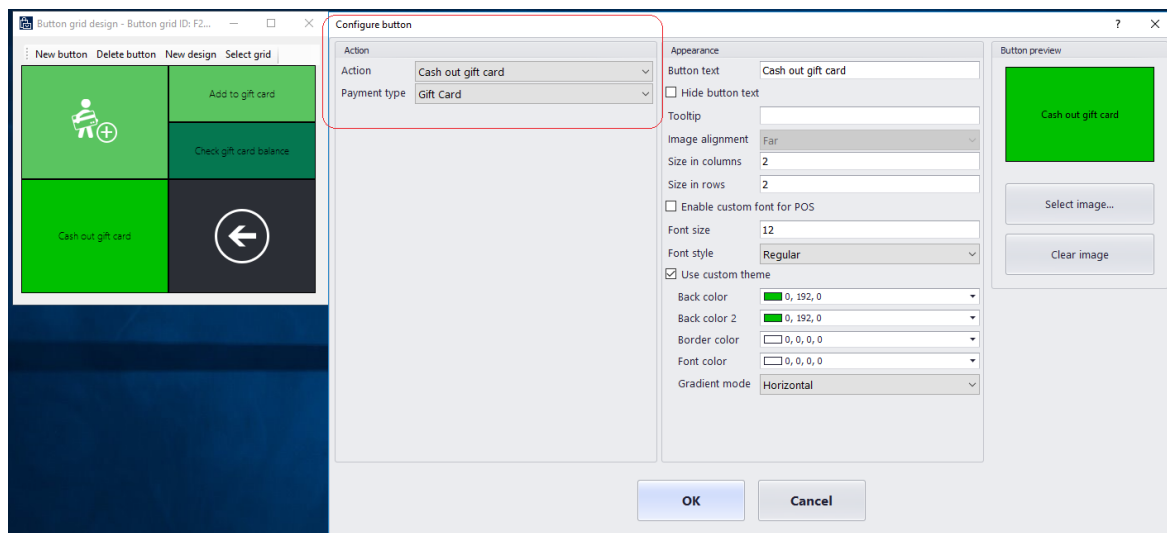 Button grid design - Button grid ID: F2...
New button Delete button New design Select grid
Add to gift card
Check gift card balance
Cash out gift card
Configure button
Action
Action Cash out gift card
Payment type Gift Card
Appearance
Button text Cash out gift card
Hide button text
Tooltip
Image alignment Far
Size in columns 2
Size in rows 2
Enable custom font for POS
Font size 12
Font style Regular
Use custom theme
Back color 0, 192, 0
Back color 2 0, 192, 0
Border color 0, 0, 0, 0
Font color 0, 0, 0, 0
Gradient mode Horizontal
Button preview
Cash out gift card
Select image...
Clear image
OK Cancel